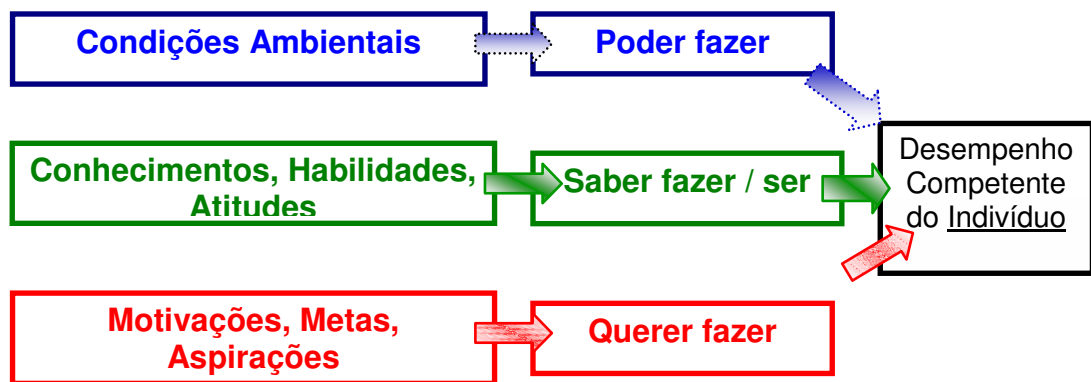 Condições Ambientais
Poder fazer
Conhecimentos, Habilidades,
Atitudes
Saber fazer / ser
Desempenho
Competente
do Indivíduo
Motivações, Metas,
Aspirações
Querer fazer